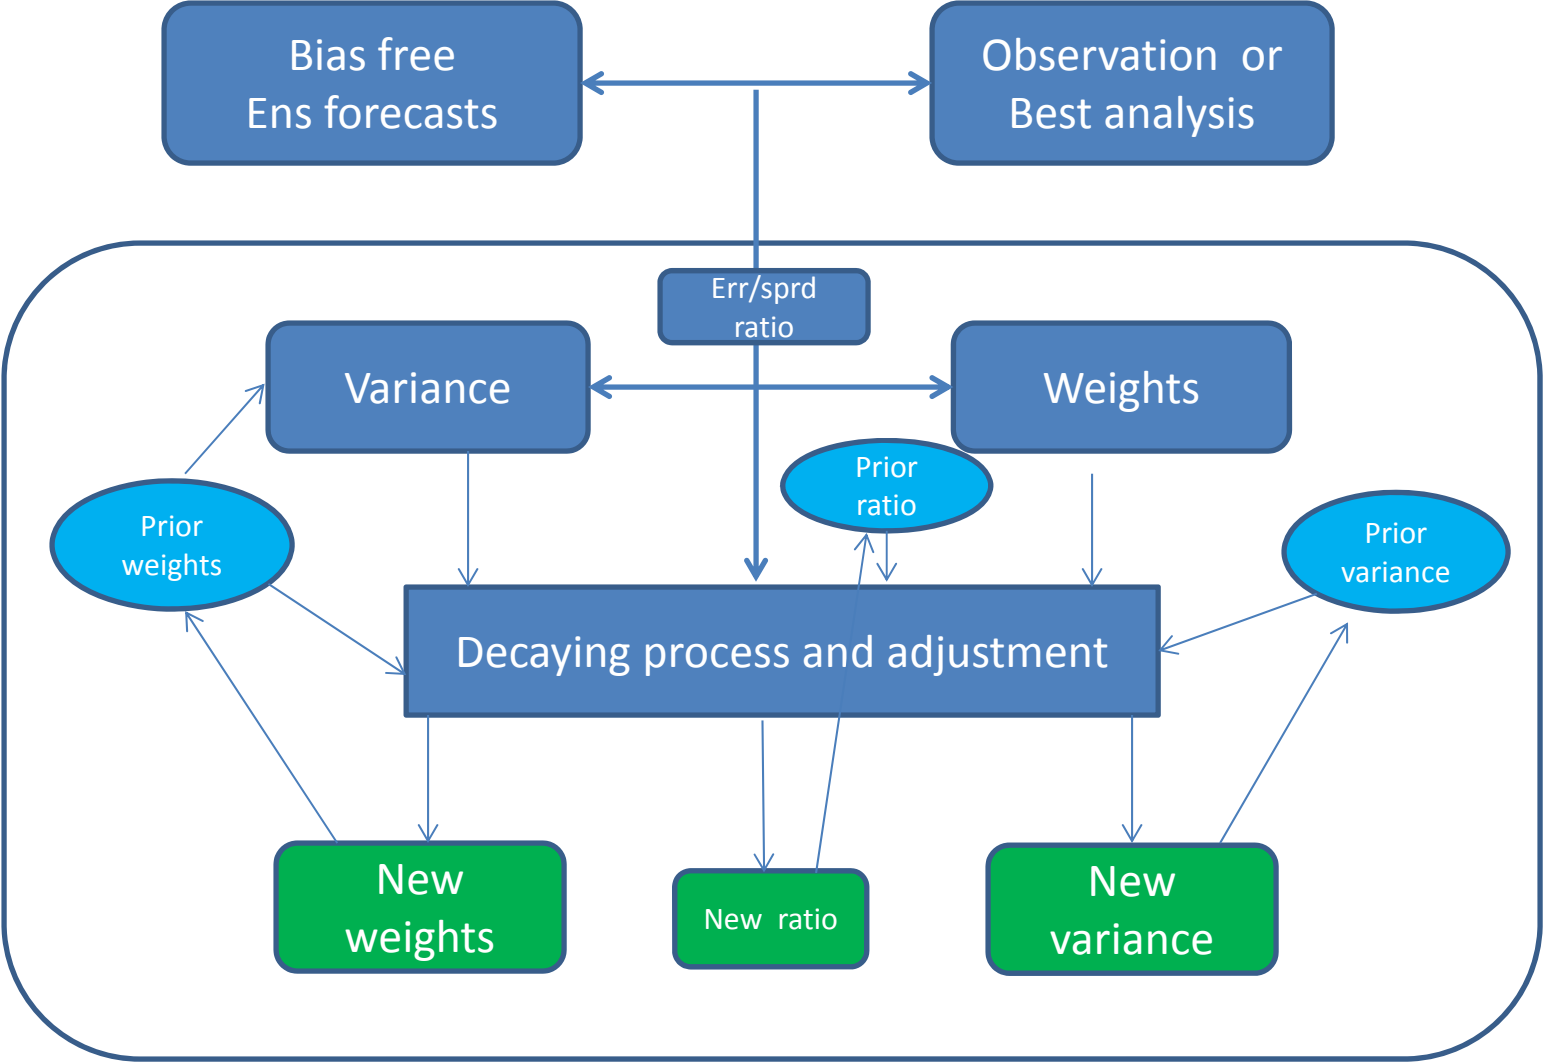 Bias free
Ens forecasts
Observation or
Best analysis
Err/sprd
ratio
Variance
Weights
Prior
ratio
Prior
weights
Prior
variance
Decaying process and adjustment
New
weights
New ratio
New
variance